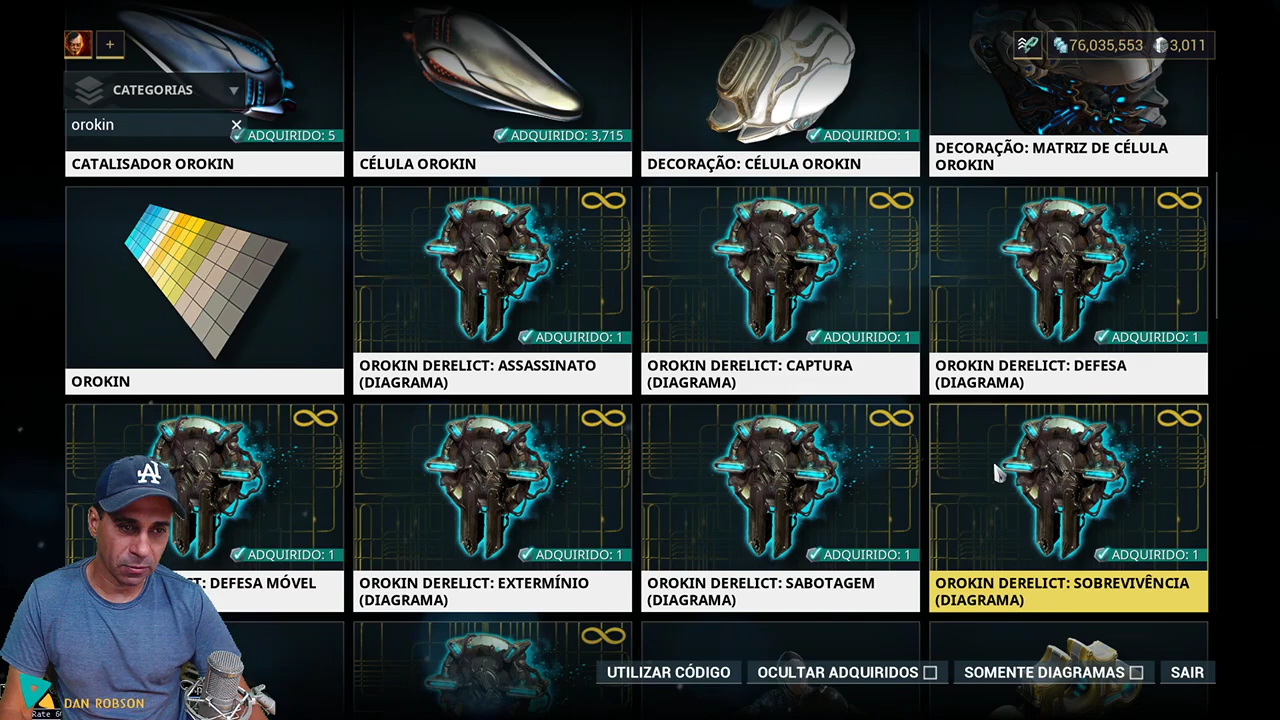 +
76,035,553
3,011
CATEGORIAS
orokin
ADQUIRIDO: 5
ADQUIRIDO: 3,715
ADQUIRIDO: 1
CATALISADOR OROKIN
CÉLULA OROKIN
DECORAÇÃO: CÉLULA OROKIN
DECORAÇÃO: MATRIZ DE CÉLULA
OROKIN
ADQUIRIDO: 1
ADQUIRIDO: 1
ADQUIRIDO: 1
OROKIN
OROKIN DERELICT: ASSASSINATO
(DIAGRAMA)
OROKIN DERELICT: CAPTURA
(DIAGRAMA)
OROKIN DERELICT: DEFESA
(DIAGRAMA)
ADQUIRIDO: 1
ADQUIRIDO: 1
ADQUIRIDO: 1
ADQUIRIDO: 1
CT: DEFESA MÓVEL
OROKIN DERELICT: EXTERMÍNIO
(DIAGRAMA)
OROKIN DERELICT: SABOTAGEM
(DIAGRAMA)
OROKIN DERELICT: SOBREVIVÊNCIA
(DIAGRAMA)
UTILIZAR CÓDIGO
OCULTAR ADQUIRIDOS
SOMENTE DIAGRAMAS
SAIR
DAN ROBSON